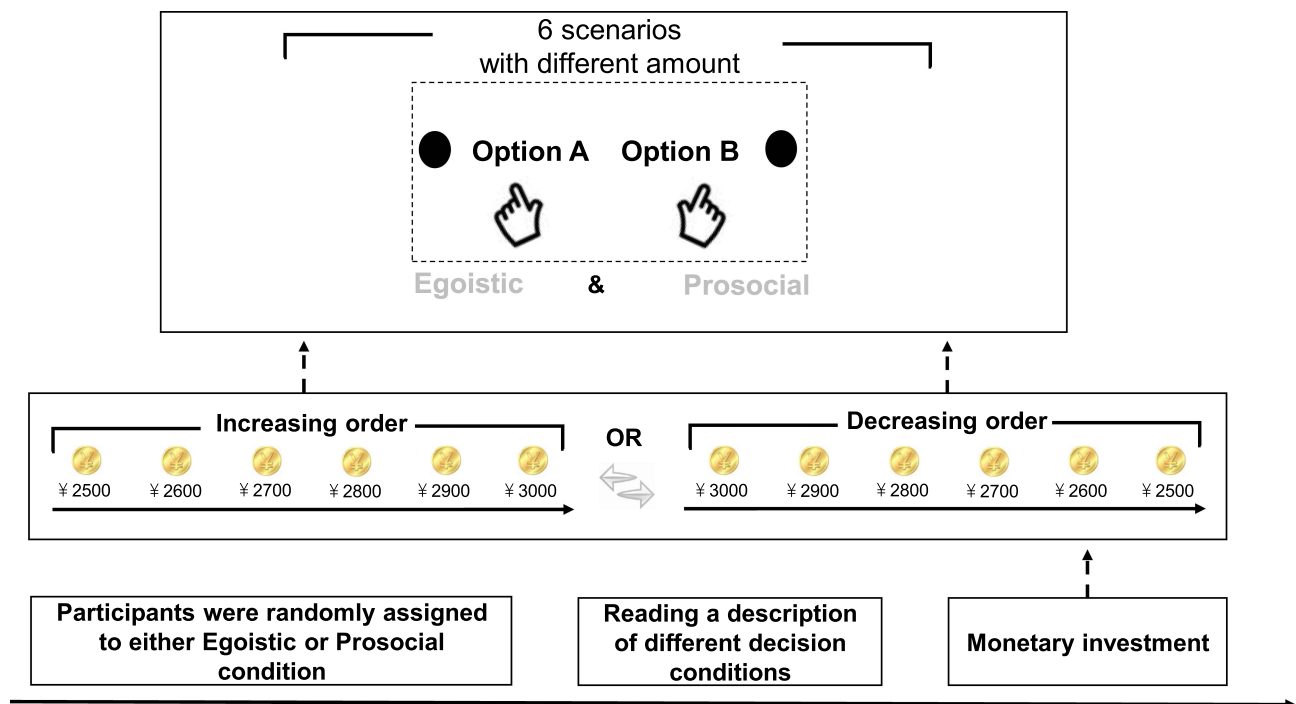 6 scenarios
with different amount
Option A Option B
Egoistic & Prosocial
Increasing order
OR
Decreasing order
¥2500 ¥2600 ¥2700 ¥2800 ¥2900 ¥3000
¥3000 ¥2900 ¥2800 ¥2700 ¥2600 ¥2500
Participants were randomly assigned
to either Egoistic or Prosocial
condition
Reading a description
of different decision
conditions
Monetary investment